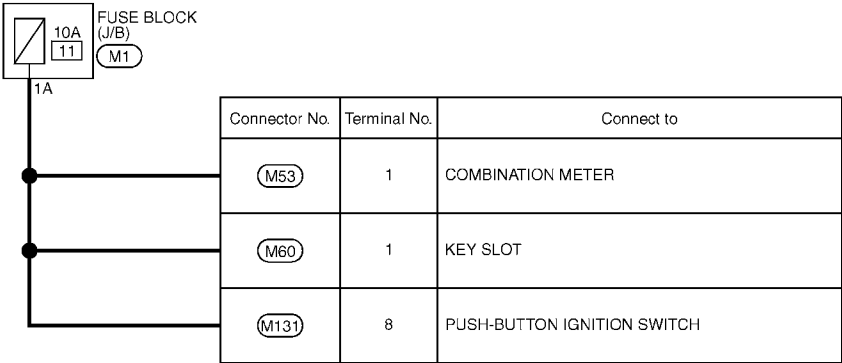 FUSE BLOCK
10A (J/B)
11 M1
1A
Connector No. Terminal No. Connect to
M53 1 COMBINATION METER
M60 1 KEY SLOT
M131 8 PUSH-BUTTON IGNITION SWITCH